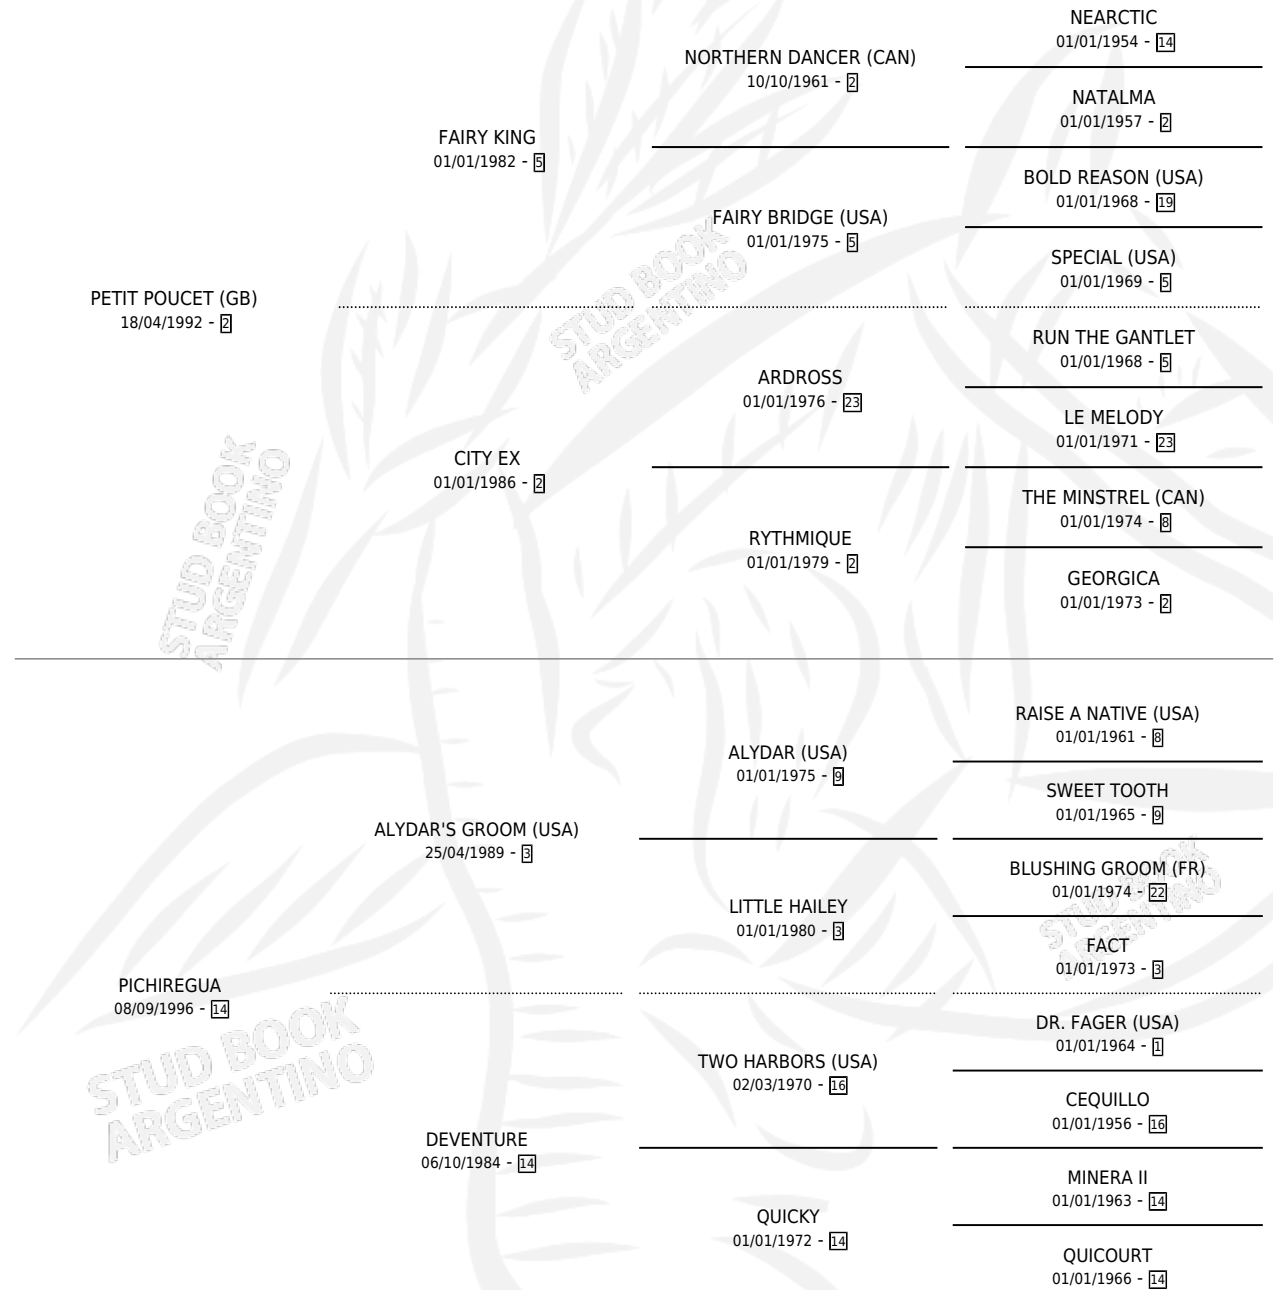 NEARCTIC
01/01/1954 - 14
NORTHERN DANCER (CAN)
10/10/1961 - 2
NATALMA
01/01/1957 - 2
FAIRY KING
01/01/1982 - 5
BOLD REASON (USA)
01/01/1968 - 19
FAIRY BRIDGE (USA)
01/01/1975 - 5
SPECIAL (USA)
01/01/1969 - 5
PETIT POUCET (GB)
18/04/1992 - 2
STUD BOOK
ARGENTINO
RUN THE GANTLET
01/01/1968 - 5
ARDROSS
01/01/1976 - 23
LE MELODY
01/01/1971 - 23
CITY EX
01/01/1986 - 2
THE MINSTREL (CAN)
01/01/1974 - 8
RYTHMIQUE
01/01/1979 - 2
GEORGICA
01/01/1973 - 2
STUD BOOK
ARGENTINO
RAISE A NATIVE (USA)
01/01/1961 - 8
ALYDAR (USA)
01/01/1975 - 9
SWEET TOOTH
01/01/1965 - 9
ALYDAR'S GROOM (USA)
25/04/1989 - 3
BLUSHING GROOM (FR)
01/01/1974 - 22
LITTLE HAILEY
01/01/1980 - 3
FACT
01/01/1973 - 3
STUD BOOK
ARGENTINO
PICHIREGUA
08/09/1996 - 14
STUD BOOK
ARGENTINO
DR. FAGER (USA)
01/01/1964 - 1
TWO HARBORS (USA)
02/03/1970 - 16
CEQUILLO
01/01/1956 - 16
DEVENTURE
06/10/1984 - 14
MINERA II
01/01/1963 - 14
QUICKY
01/01/1972 - 14
QUICOURT
01/01/1966 - 14